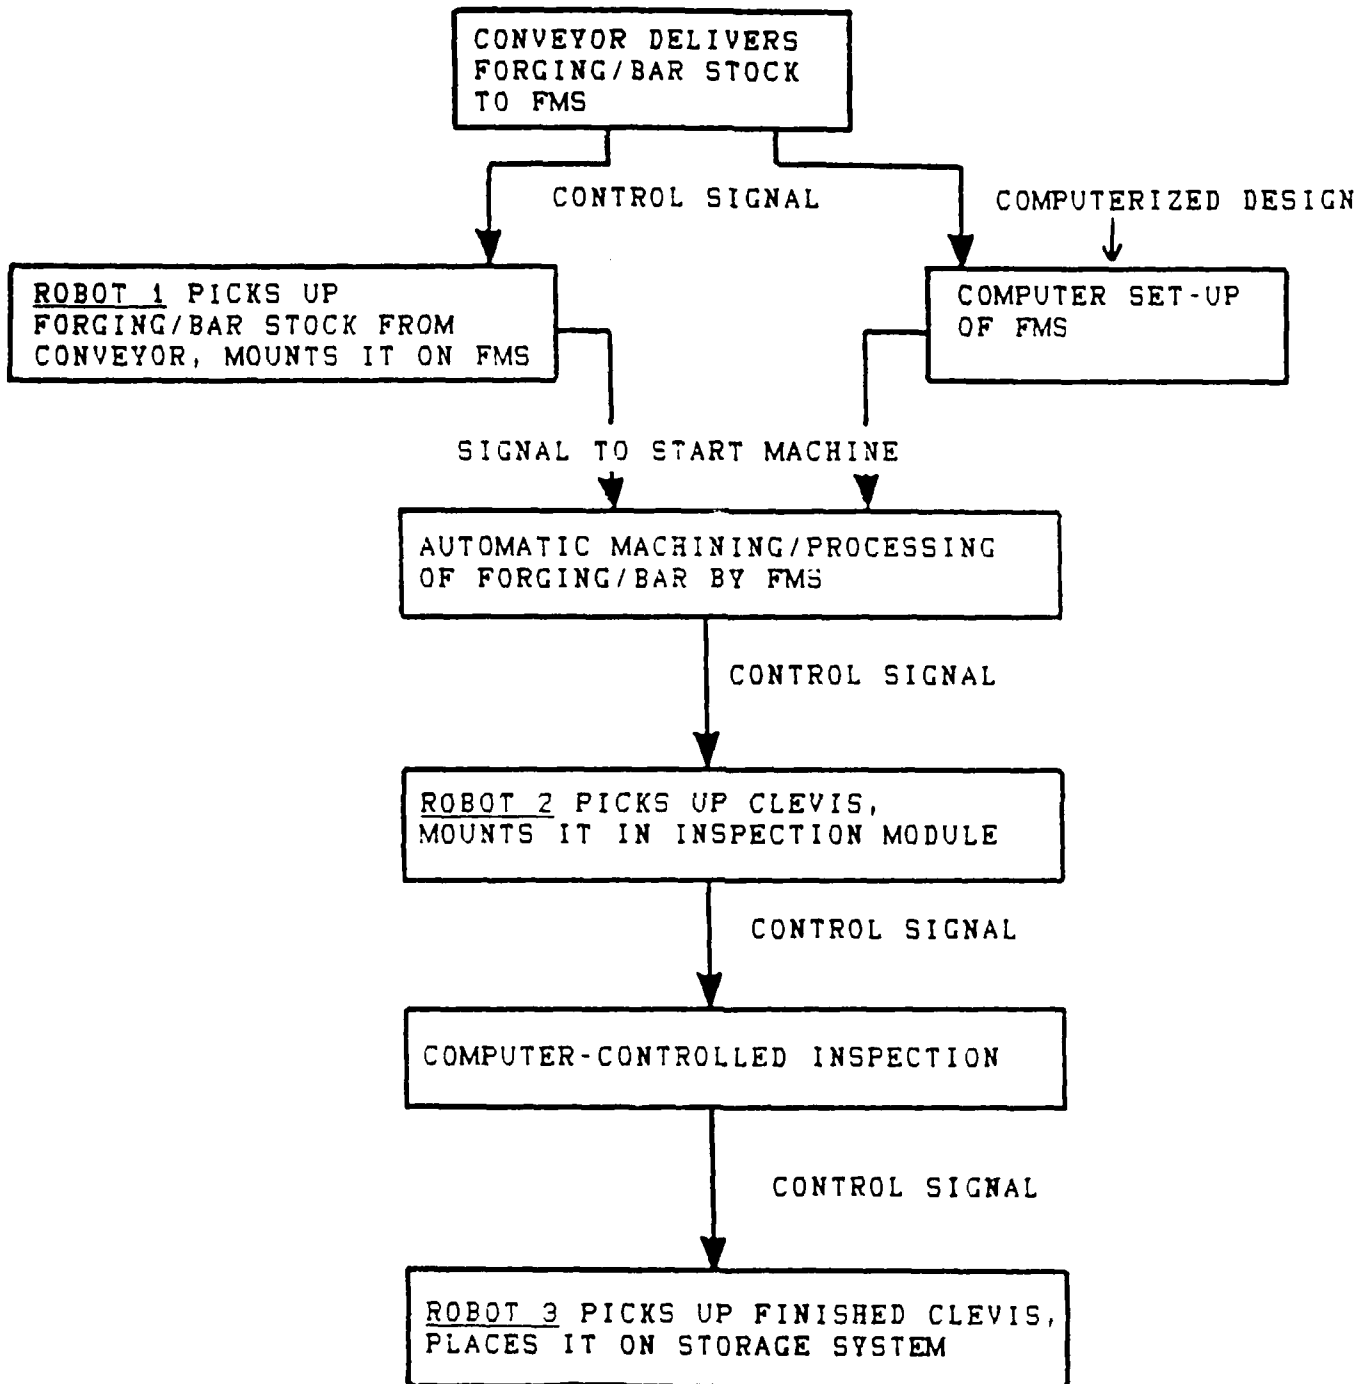 CONVEYOR DELIVERS
FORGING/BAR STOCK
TO FMS
CONTROL SIGNAL
COMPUTERIZED DESIGN
ROBOT 1 PICKS UP
FORGING/BAR STOCK FROM
CONVEYOR, MOUNTS IT ON FMS
COMPUTER SET-UP
OF FMS
SIGNAL TO START MACHINE
AUTOMATIC MACHINING/PROCESSING
OF FORGING/BAR BY FMS
CONTROL SIGNAL
ROBOT 2 PICKS UP CLEVIS,
MOUNTS IT IN INSPECTION MODULE
CONTROL SIGNAL
COMPUTER-CONTROLLED INSPECTION
CONTROL SIGNAL
ROBOT 3 PICKS UP FINISHED CLEVIS,
PLACES IT ON STORAGE SYSTEM